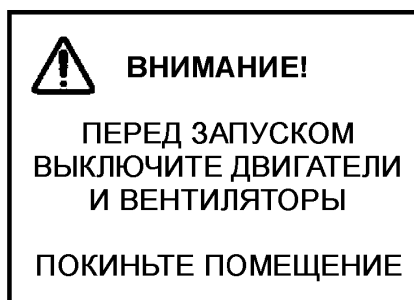 ВНИМАНИЕ!
ПЕРЕД ЗАПУСКОМ
ВЫКЛЮЧИТЕ ДВИГАТЕЛИ
И ВЕНТИЛЯТОРЫ
ПОКИНЬТЕ ПОМЕЩЕНИЕ